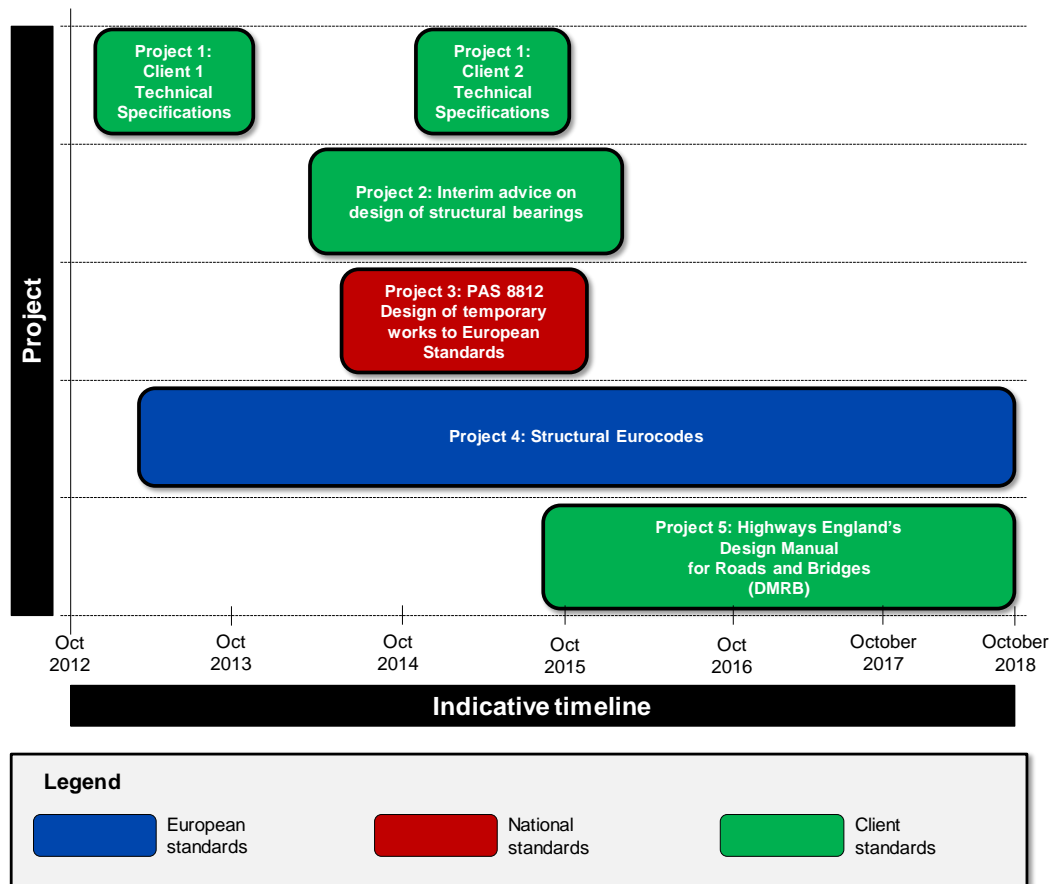 Project
Project 1:
Client 1
Technical
Specifications
Project 1:
Client 2
Technical
Specifications
Project 2: Interim advice on
design of structural bearings
Project 3: PAS 8812
Design of temporary
works to European
Standards
Project 4: Structural Eurocodes
Project 5: Highways England’s
Design Manual
for Roads and Bridges
(DMRB)
Oct
2012
Oct
2013
Oct
2014
Oct
2015
Oct
2016
October
2017
October
2018
Indicative timeline
Legend
European
standards
National
standards
Client
standards